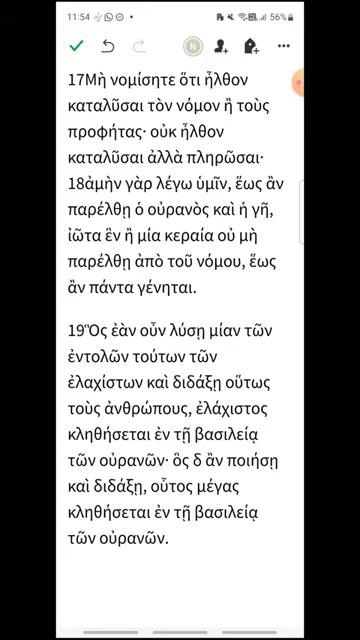 11:54
56%
N
17Μὴ νομίσητε ὅτι ἦλθον
καταλῦσαι τὸν νόμον ἢ τοὺς
προφήτας· οὐκ ἦλθον
καταλῦσαι ἀλλὰ πληρῶσαι·
18ἀμὴν γὰρ λέγω ὑμῖν, ἕως ἂν
παρέλθῃ ὁ οὐρανὸς καὶ ἡ γῆ,
ἰῶτα ἓν ἢ μία κεραία οὐ μὴ
παρέλθῃ ἀπὸ τοῦ νόμου, ἕως
ἂν πάντα γένηται.
19Ὃς ἐὰν οὖν λύσῃ μίαν τῶν
ἐντολῶν τούτων τῶν
ἐλαχίστων καὶ διδάξῃ οὕτως
τοὺς ἀνθρώπους, ἐλάχιστος
κληθήσεται ἐν τῇ βασιλείᾳ
τῶν οὐρανῶν· ὃς δ ἂν ποιήσῃ
καὶ διδάξῃ, οὗτος μέγας
κληθήσεται ἐν τῇ βασιλείᾳ
τῶν οὐρανῶν.